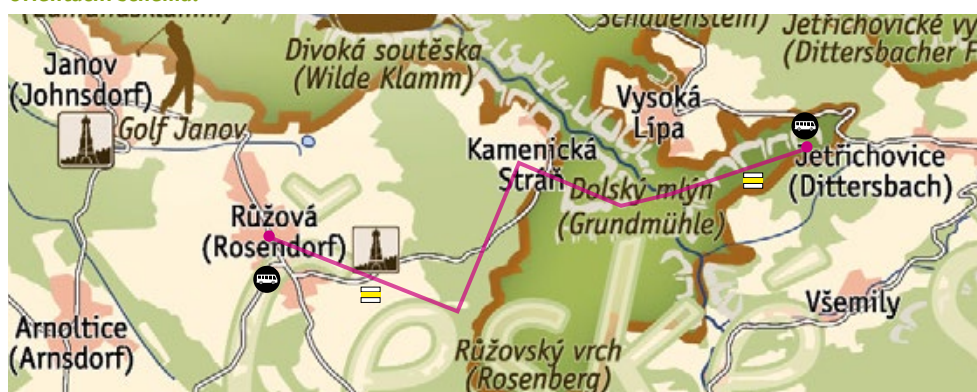 Janov
(Johnsdorf)
Golf Janov
Divoká soutěska
(Wilde Klamm)
Jetřichovické
(Dittersbacher F
Vysoká
Lípa
Kamenická
Stráň
Jetřichovice
(Dittersbach)
Dolský mlýn
(Grundmühle)
Růžová
(Rosendorf)
Arnoltice
(Arnsdorf)
Všemily
Růžovský vrch
(Rosenberg)
České